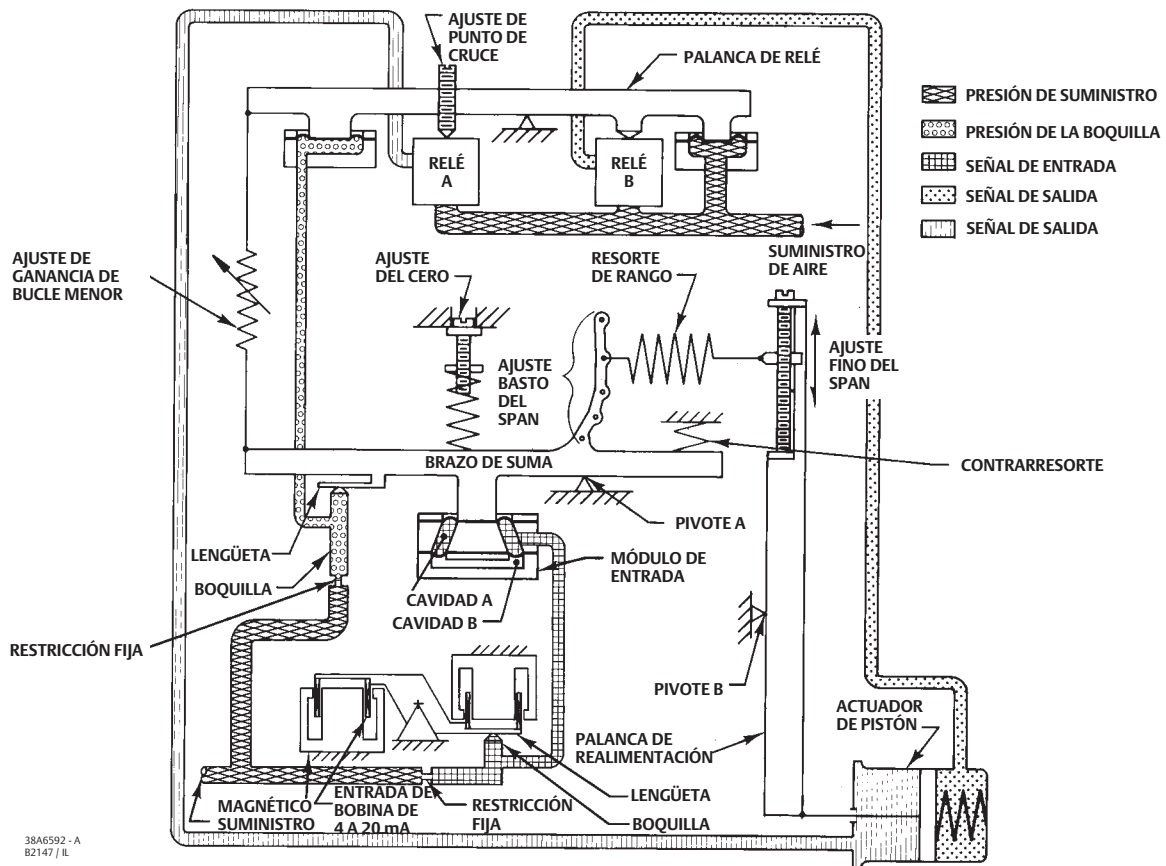 AJUSTE DE
PUNTO DE
CRUCE
PALANCA DE RELÉ
PRESIÓN DE SUMINISTRO
PRESIÓN DE LA BOQUILLA
SEÑAL DE ENTRADA
SEÑAL DE SALIDA
SEÑAL DE SALIDA
RELÉ
A
RELÉ
B
SUMINISTRO
DE AIRE
AJUSTE DE
GANANCIA DE
BUCLE MENOR
AJUSTE
DEL CERO
RESORTE
DE RANGO
AJUSTE
BASTO
DEL
SPAN
AJUSTE
FINO DEL
SPAN
BRAZO DE SUMA
CONTRARRESORTE
PIVOTE A
LENGÜETA
BOQUILLA
MÓDULO DE
ENTRADA
CAVIDAD A
CAVIDAD B
RESTRICCIÓN FIJA
PIVOTE B
ACTUADOR
DE PISTÓN
PALANCA DE
REALIMENTACIÓN
MAGNÉTICO
SUMINISTRO
ENTRADA DE
BOBINA DE
4 A 20 mA
RESTRICCIÓN
FIJA
LENGÜETA
BOQUILLA
38A6592 - A
B2147 / IL